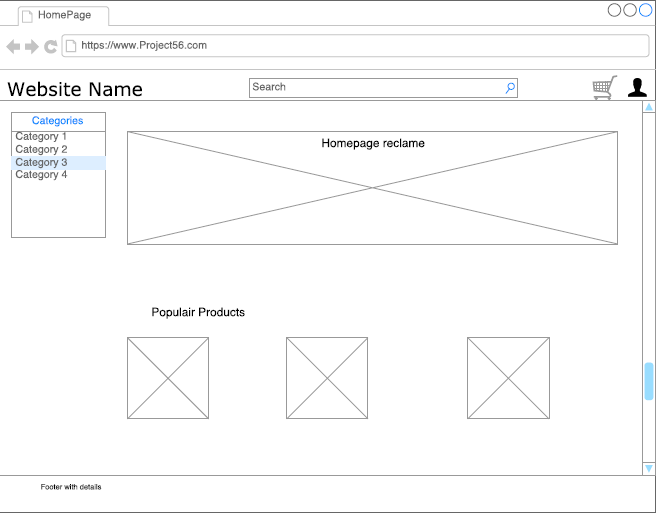 HomePage
https://www.Project56.com
Website Name
Search
Categories
Category 1
Category 2
Category 3
Category 4
Homepage reclame
Populair Products
Footer with details